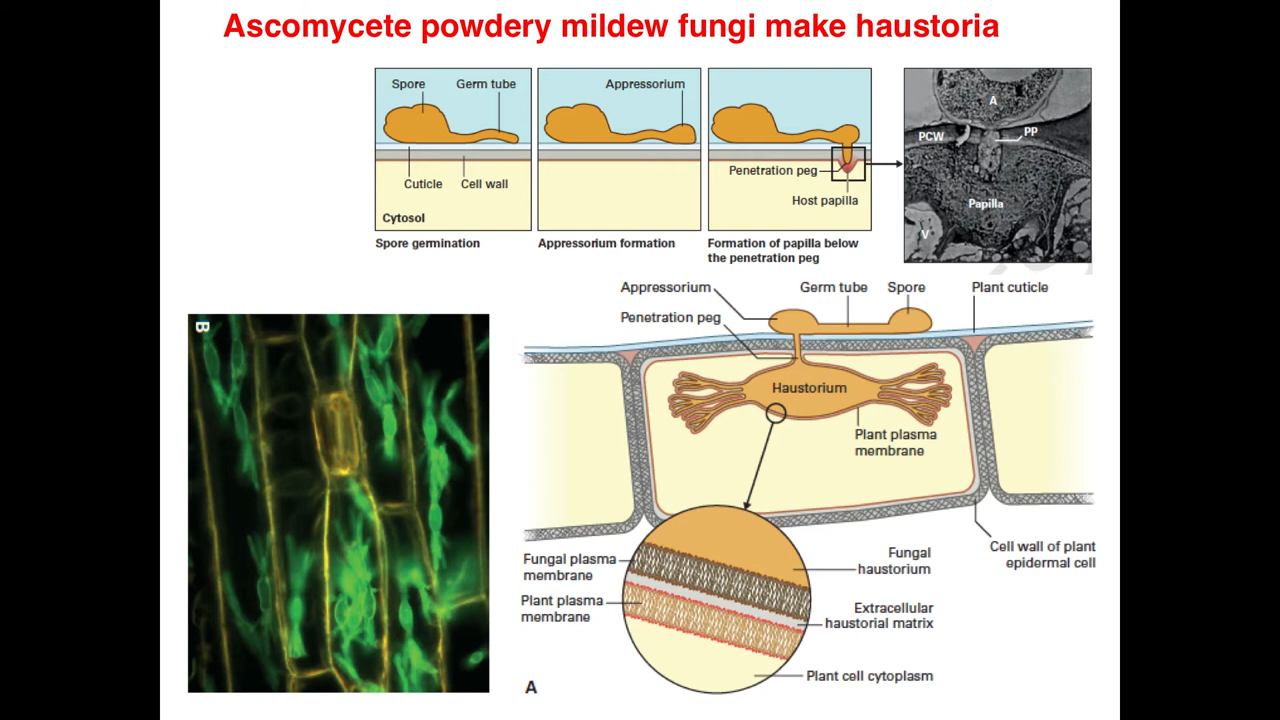 Ascomycete powdery mildew fungi make haustoria
Spore
Germ tube
Cuticle
Cell wall
Cytosol
Spore germination
Appressorium
Appressorium formation
Penetration peg
Host papilla
Formation of papilla below
the penetration peg
A
PCW
PP
Papilla
V
B
Appressorium
Germ tube
Spore
Plant cuticle
Penetration peg
Haustorium
Plant plasma
membrane
Cell wall of plant
epidermal cell
Fungal plasma
membrane
Fungal
haustorium
Plant plasma
membrane
Extracellular
haustorial matrix
Plant cell cytoplasm
A